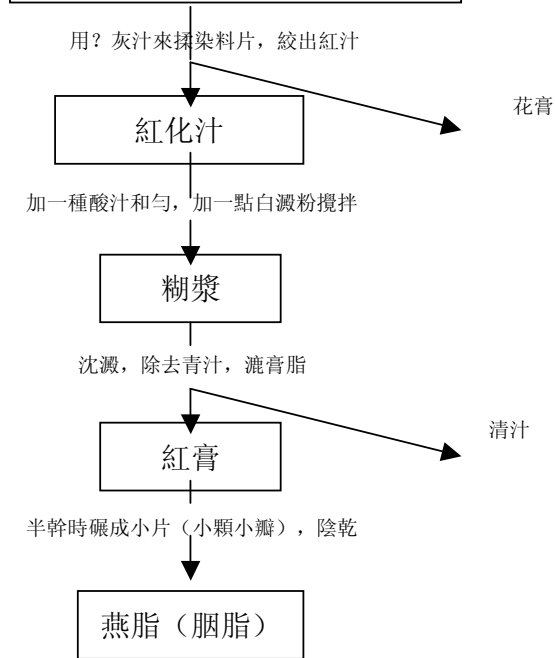 用？灰汁來揉染料片，絞出紅汁
花膏
紅化汁
加一種酸汁和勻，加一點白澱粉攪拌
糊漿
沈澱，除去青汁，漉膏脂
清汁
紅膏
半幹時碾成小片（小顆小瓣），陰乾
燕脂（胭脂）